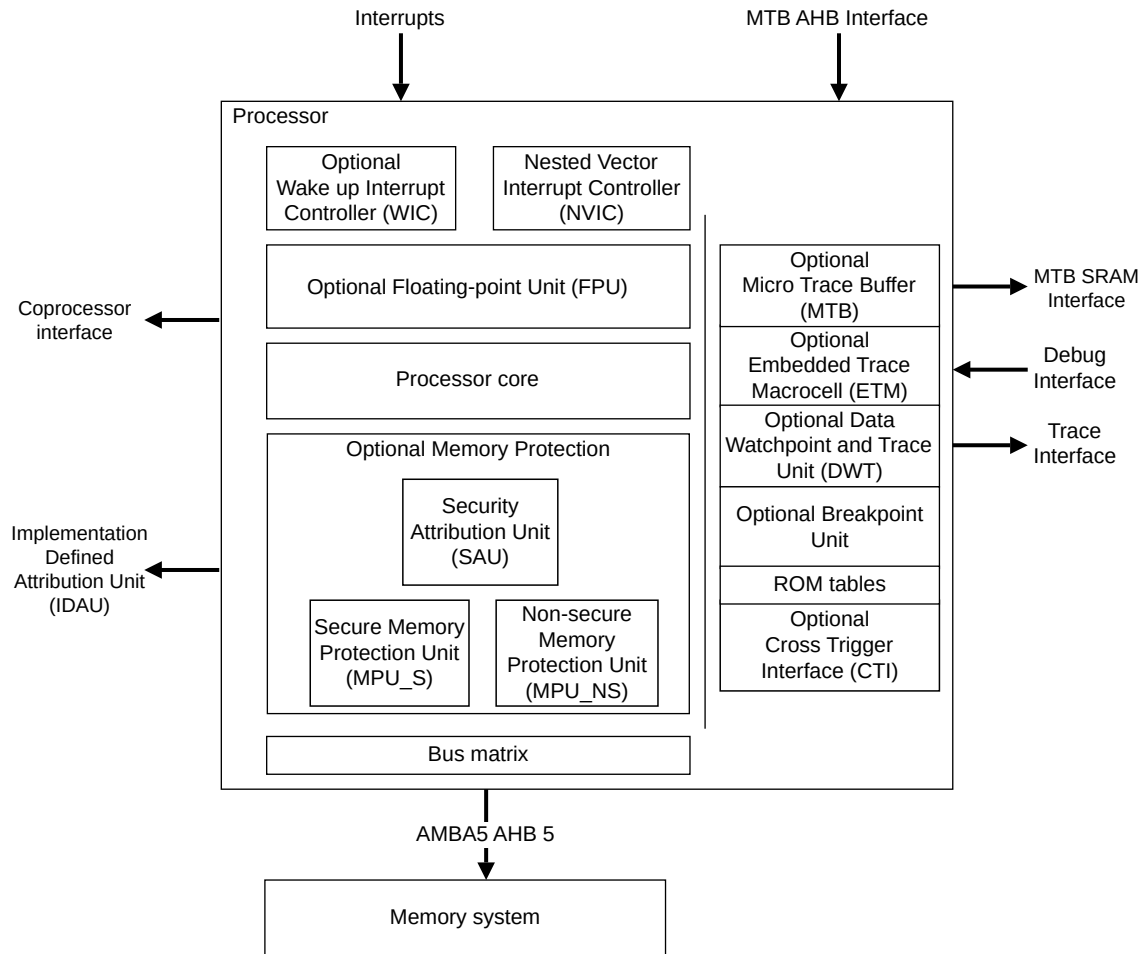 Interrupts
MTB AHB Interface
Processor
Optional
Wake up Interrupt
Controller (WIC)
Nested Vector
Interrupt Controller
(NVIC)
Optional Floating-point Unit (FPU)
Processor core
Optional Memory Protection
Security
Attribution Unit
(SAU)
Secure Memory
Protection Unit
(MPU_S)
Non-secure
Memory
Protection Unit
(MPU_NS)
Bus matrix
Optional
Micro Trace Buffer
(MTB)
Optional
Embedded Trace
Macrocell (ETM)
Optional Data
Watchpoint and Trace
Unit (DWT)
Optional Breakpoint
Unit
ROM tables
Optional
Cross Trigger
Interface (CTI)
Coprocessor
interface
Implementation
Defined
Attribution Unit
(IDAU)
MTB SRAM
Interface
Debug
Interface
Trace
Interface
AMBA5 AHB 5
Memory system